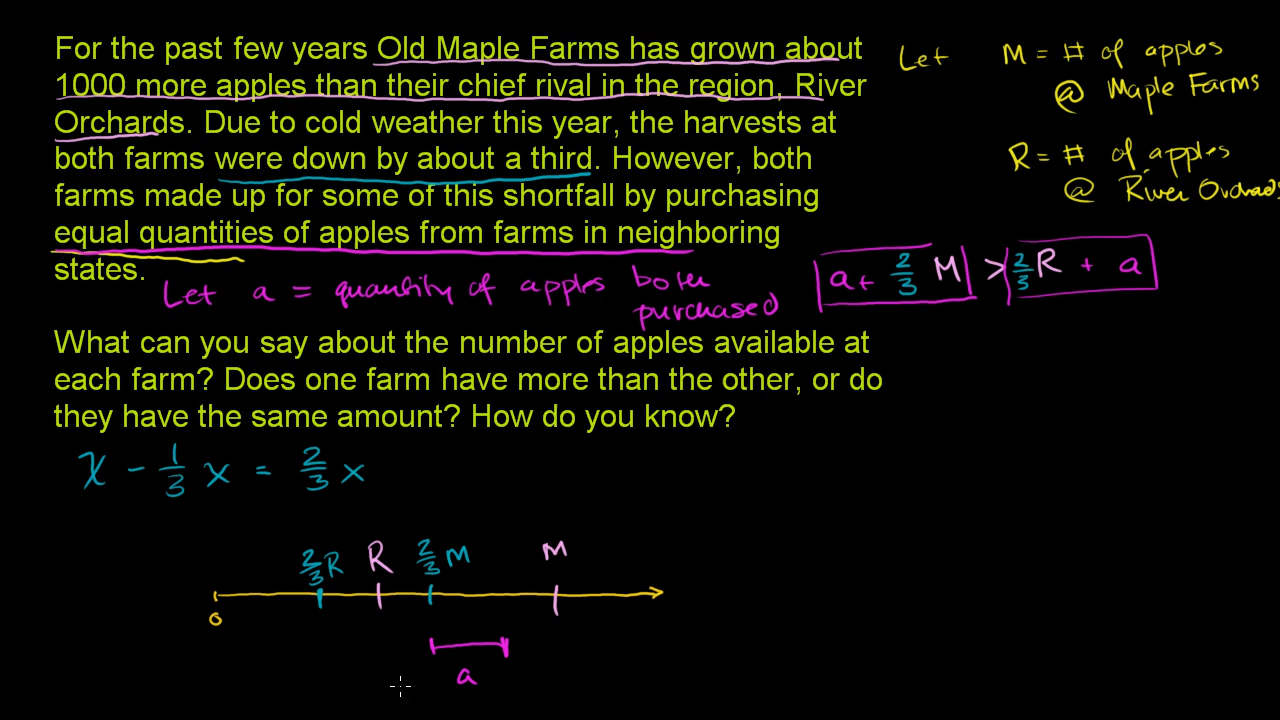 For the past few years Old Maple Farms has grown about
1000 more apples than their chief rival in the region, River
Orchards. Due to cold weather this year, the harvests at
both farms were down by about a third. However, both
farms made up for some of this shortfall by purchasing
equal quantities of apples from farms in neighboring
states.
Let a = quantity of apples both
purchased
What can you say about the number of apples available at
each farm? Does one farm have more than the other, or do
they have the same amount? How do you know?
Let M = # of apples
@ Maple Farms
R = # of apples
@ River Orchards
a + 2/3 M > 2/3 R + a
x - 1/3 x = 2/3 x
2/3 R R 2/3 M M
0
a